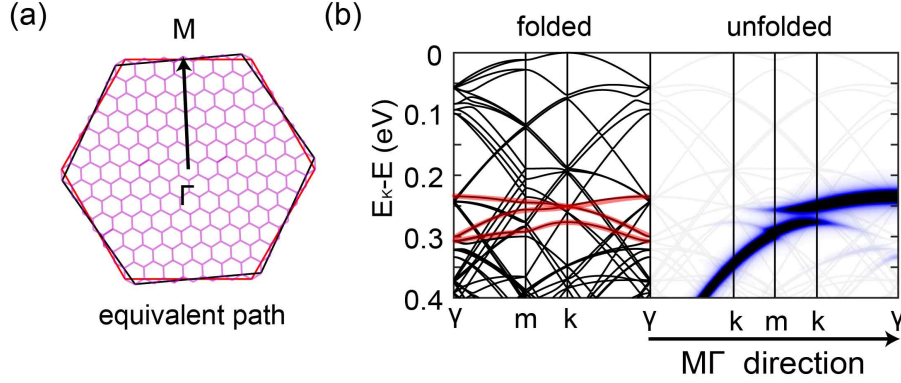 (a)
M
Γ
equivalent path
(b)
folded unfolded
E_K-E (eV)
0
0.1
0.2
0.3
0.4
γ m k γ k m k γ
MΓ direction